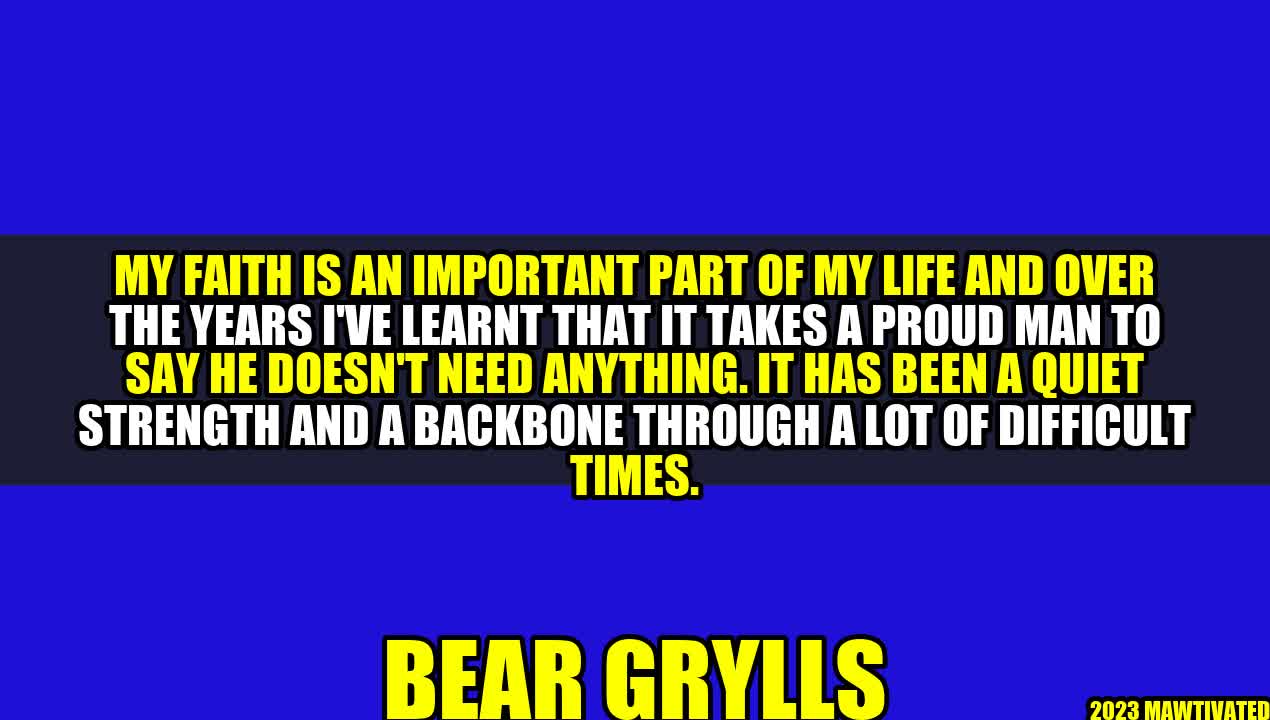 MY FAITH IS AN IMPORTANT PART OF MY LIFE AND OVER
THE YEARS I'VE LEARNT THAT IT TAKES A PROUD MAN TO
SAY HE DOESN'T NEED ANYTHING. IT HAS BEEN A QUIET
STRENGTH AND A BACKBONE THROUGH A LOT OF DIFFICULT
TIMES.
BEAR GRYLLS
2023 MAWTIVATED